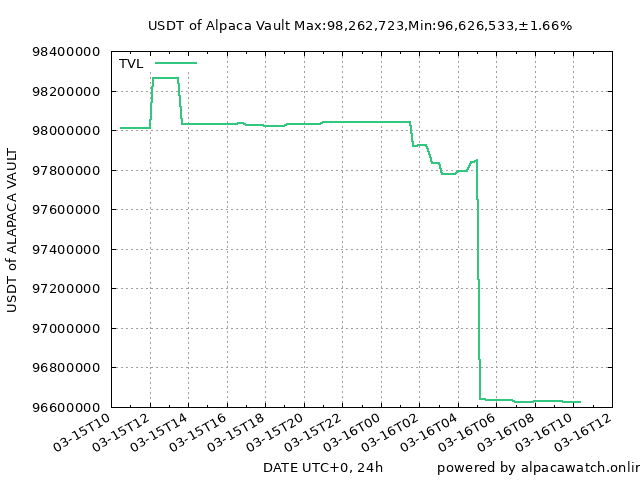 USDT of Alpaca Vault Max:98,262,723,Min:96,626,533,±1.66%
TVL
98400000
98200000
98000000
97800000
97600000
97400000
97200000
97000000
96800000
96600000
USDT of ALAPACA VAULT
03-15T10
03-15T12
03-15T14
03-15T16
03-15T18
03-15T20
03-15T22
03-16T00
03-16T02
03-16T04
03-16T06
03-16T08
03-16T10
03-16T12
DATE UTC+0, 24h
powered by alpacawatch.onlin